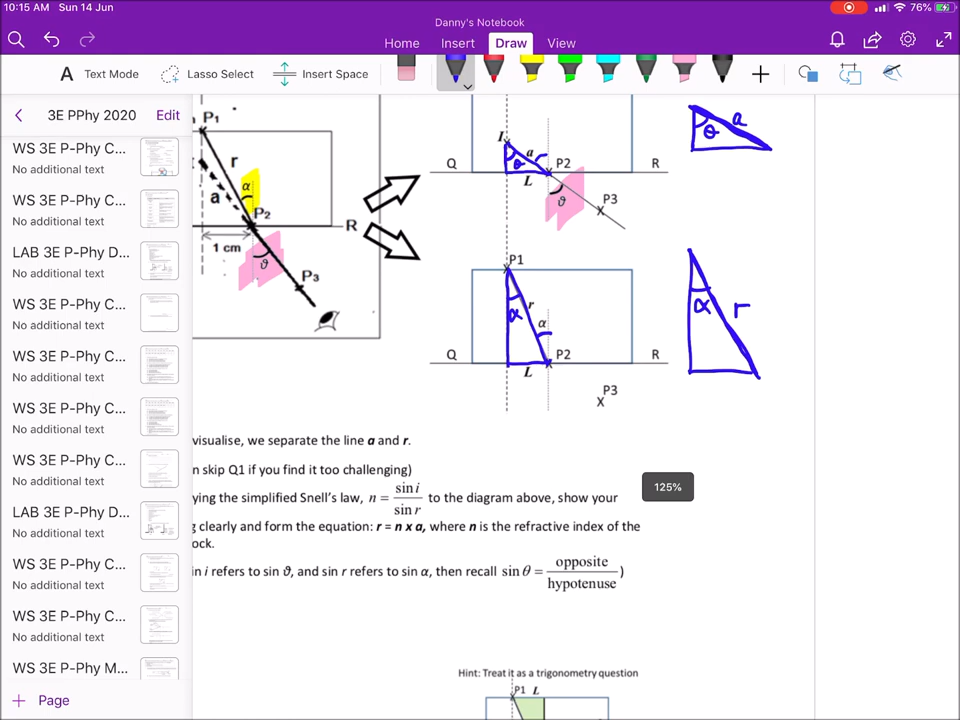 10:15 AM Sun 14 Jun
76%
Danny's Notebook
Home Insert Draw View
A Text Mode
Lasso Select
Insert Space
3E PPhy 2020
Edit
WS 3E P-Phy C...
No additional text
WS 3E P-Phy C...
No additional text
LAB 3E P-Phy D...
No additional text
WS 3E P-Phy C...
No additional text
WS 3E P-Phy C...
No additional text
WS 3E P-Phy C...
No additional text
WS 3E P-Phy C...
No additional text
LAB 3E P-Phy D...
No additional text
WS 3E P-Phy C...
No additional text
WS 3E P-Phy C...
No additional text
WS 3E P-Phy M...
Page
P1
r
α
a
P2
R
1 cm
ϑ
P3
I
a
r
θ
Q
L
P2
R
ϑ
P3
θ
a
P1
r
α
α
Q
L
P2
R
P3
α
r
visualise, we separate the line a and r.
n skip Q1 if you find it too challenging)
ying the simplified Snell's law, n = sin i / sin r to the diagram above, show your
g clearly and form the equation: r = n x a, where n is the refractive index of the
ock.
in i refers to sin ϑ, and sin r refers to sin α, then recall sin θ = opposite / hypotenuse )
125%
Hint: Treat it as a trigonometry question
P1 L